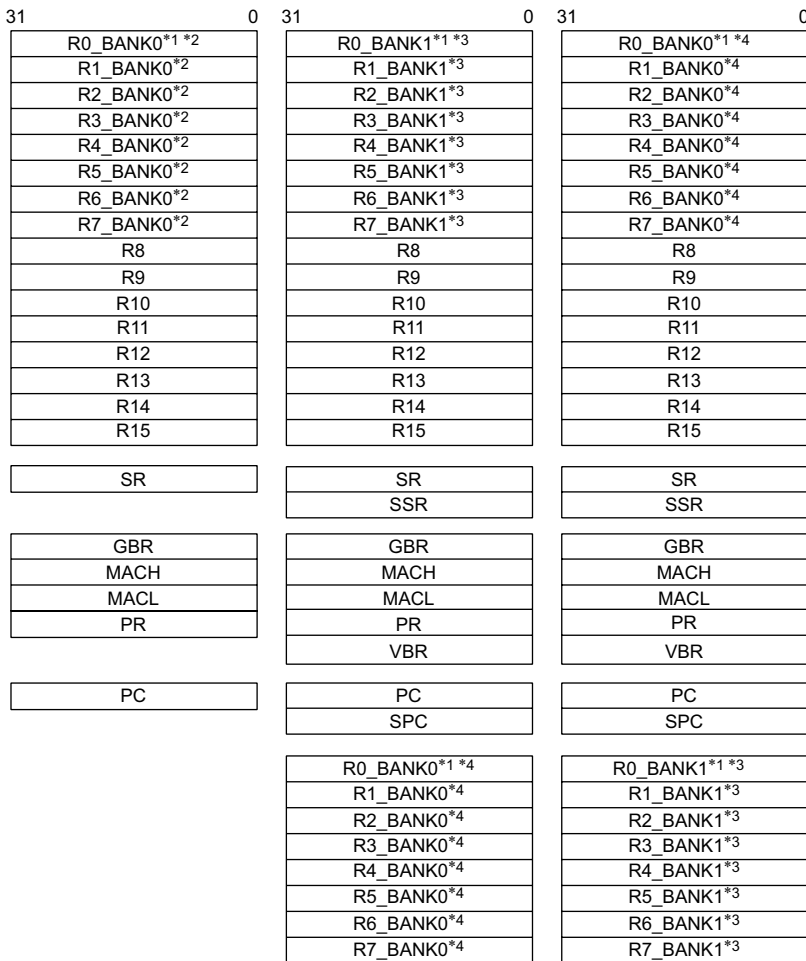 31 0 31 0 31 0
R0_BANK0*1 *2 R0_BANK1*1 *3 R0_BANK0*1 *4
R1_BANK0*2 R1_BANK1*3 R1_BANK0*4
R2_BANK0*2 R2_BANK1*3 R2_BANK0*4
R3_BANK0*2 R3_BANK1*3 R3_BANK0*4
R4_BANK0*2 R4_BANK1*3 R4_BANK0*4
R5_BANK0*2 R5_BANK1*3 R5_BANK0*4
R6_BANK0*2 R6_BANK1*3 R6_BANK0*4
R7_BANK0*2 R7_BANK1*3 R7_BANK0*4
R8 R8 R8
R9 R9 R9
R10 R10 R10
R11 R11 R11
R12 R12 R12
R13 R13 R13
R14 R14 R14
R15 R15 R15
SR SR SR
SSR SSR
GBR GBR GBR
MACH MACH MACH
MACL MACL MACL
PR PR PR
VBR VBR
PC PC PC
SPC SPC
R0_BANK0*1 *4 R0_BANK1*1 *3
R1_BANK0*4 R1_BANK1*3
R2_BANK0*4 R2_BANK1*3
R3_BANK0*4 R3_BANK1*3
R4_BANK0*4 R4_BANK1*3
R5_BANK0*4 R5_BANK1*3
R6_BANK0*4 R6_BANK1*3
R7_BANK0*4 R7_BANK1*3